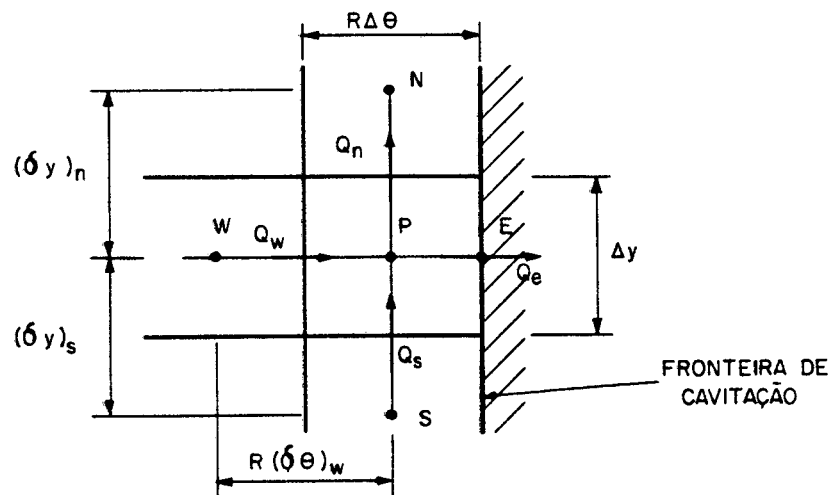 RΔθ
N
(δy)n
Qn
W
Qw
P
E
Qe
Δy
(δy)s
Qs
FRONTEIRA DE
CAVITAÇÃO
S
R(δθ)w